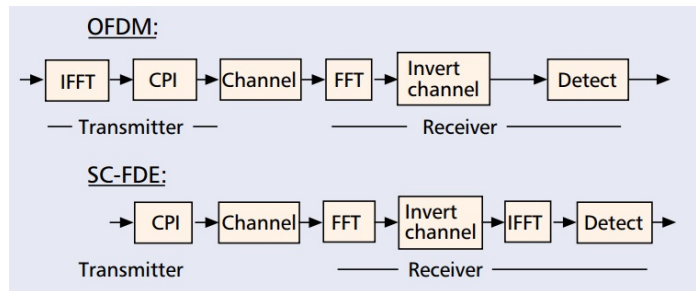 OFDM:
IFFT CPI Channel FFT Invert channel Detect
Transmitter Receiver
SC-FDE:
CPI Channel FFT Invert channel IFFT Detect
Transmitter Receiver